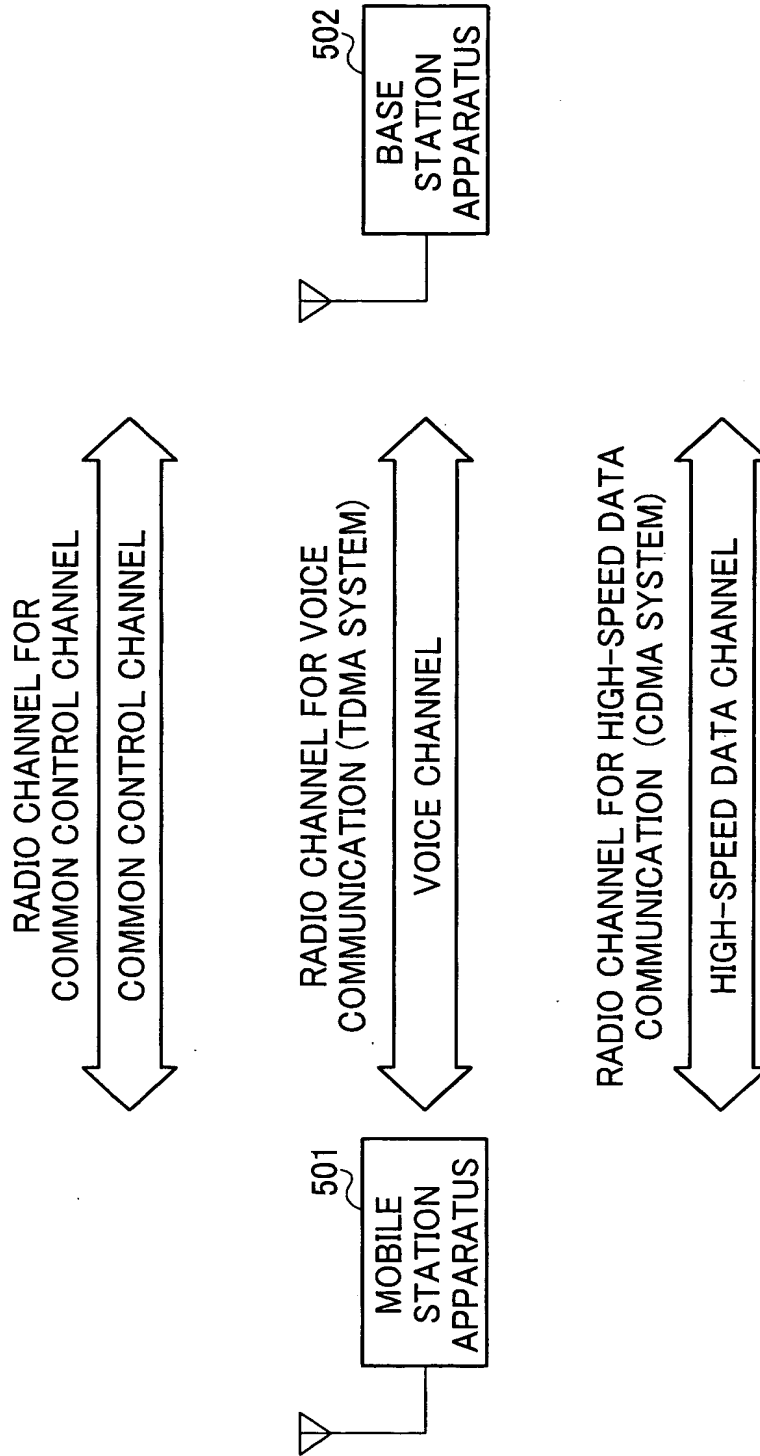 RADIO CHANNEL FOR
COMMON CONTROL CHANNEL
COMMON CONTROL CHANNEL
501
MOBILE
STATION
APPARATUS
RADIO CHANNEL FOR VOICE
COMMUNICATION (TDMA SYSTEM)
VOICE CHANNEL
502
BASE
STATION
APPARATUS
RADIO CHANNEL FOR HIGH-SPEED DATA
COMMUNICATION (CDMA SYSTEM)
HIGH-SPEED DATA CHANNEL